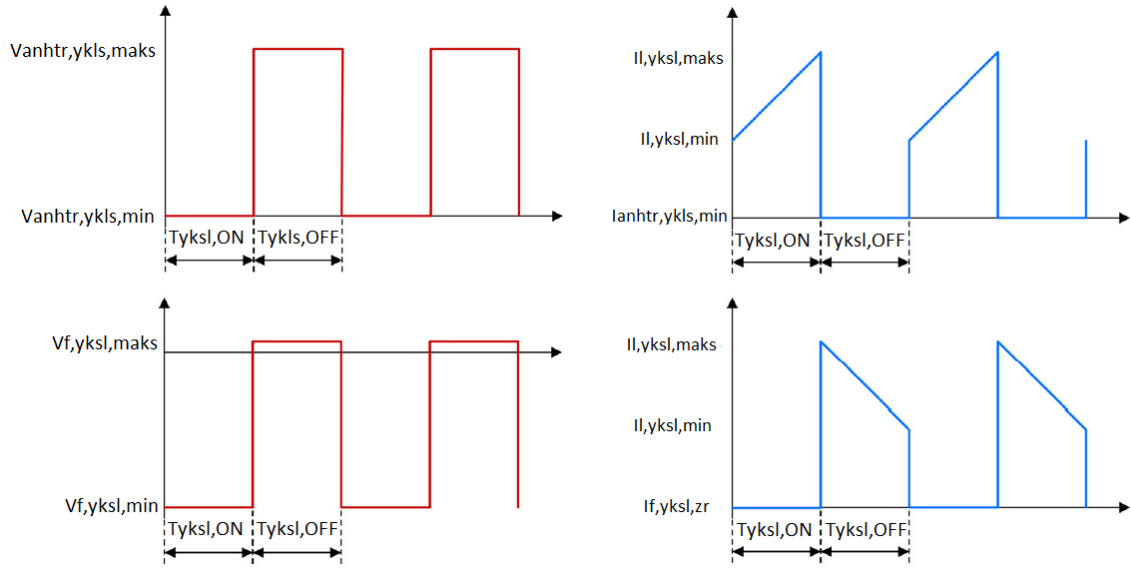 Vanhtr,ykls,maks
Vanhtr,ykls,min
Tyksl,ON
Tykls,OFF
Il,yksl,maks
Il,yksl,min
Ianhtr,ykls,min
Tyksl,ON
Tyksl,OFF
Vf,yksl,maks
Vf,yksl,min
Tyksl,ON
Tyksl,OFF
Il,yksl,maks
Il,yksl,min
If,yksl,zr
Tyksl,ON
Tyksl,OFF